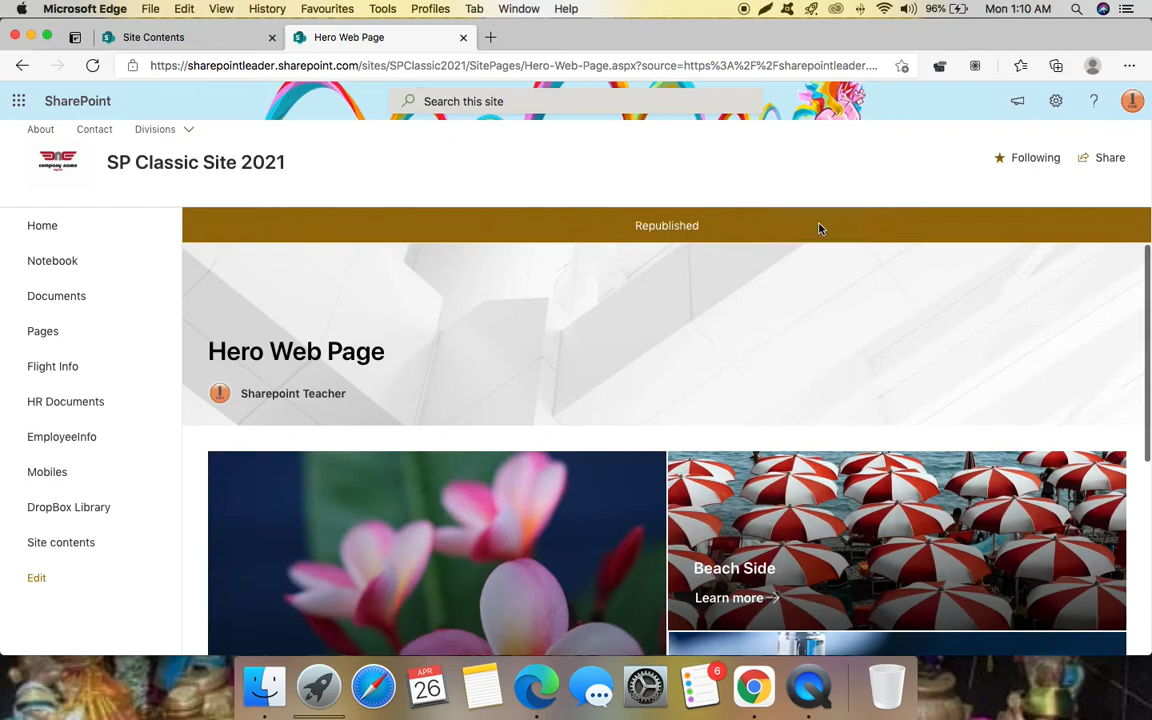 Microsoft Edge File Edit View History Favourites Tools Profiles Tab Window Help 96% Mon 1:10 AM
Site Contents Hero Web Page
https://sharepointleader.sharepoint.com/sites/SPClassic2021/SitePages/Hero-Web-Page.aspx?source=https%3A%2F%2Fsharepointleader....
SharePoint Search this site
About Contact Divisions
company name
SP Classic Site 2021
Following Share
Home
Republished
Notebook
Documents
Pages
Hero Web Page
Flight Info
Sharepoint Teacher
HR Documents
EmployeeInfo
Mobiles
DropBox Library
Site contents
Beach Side
Edit
Learn more
APR
26
6